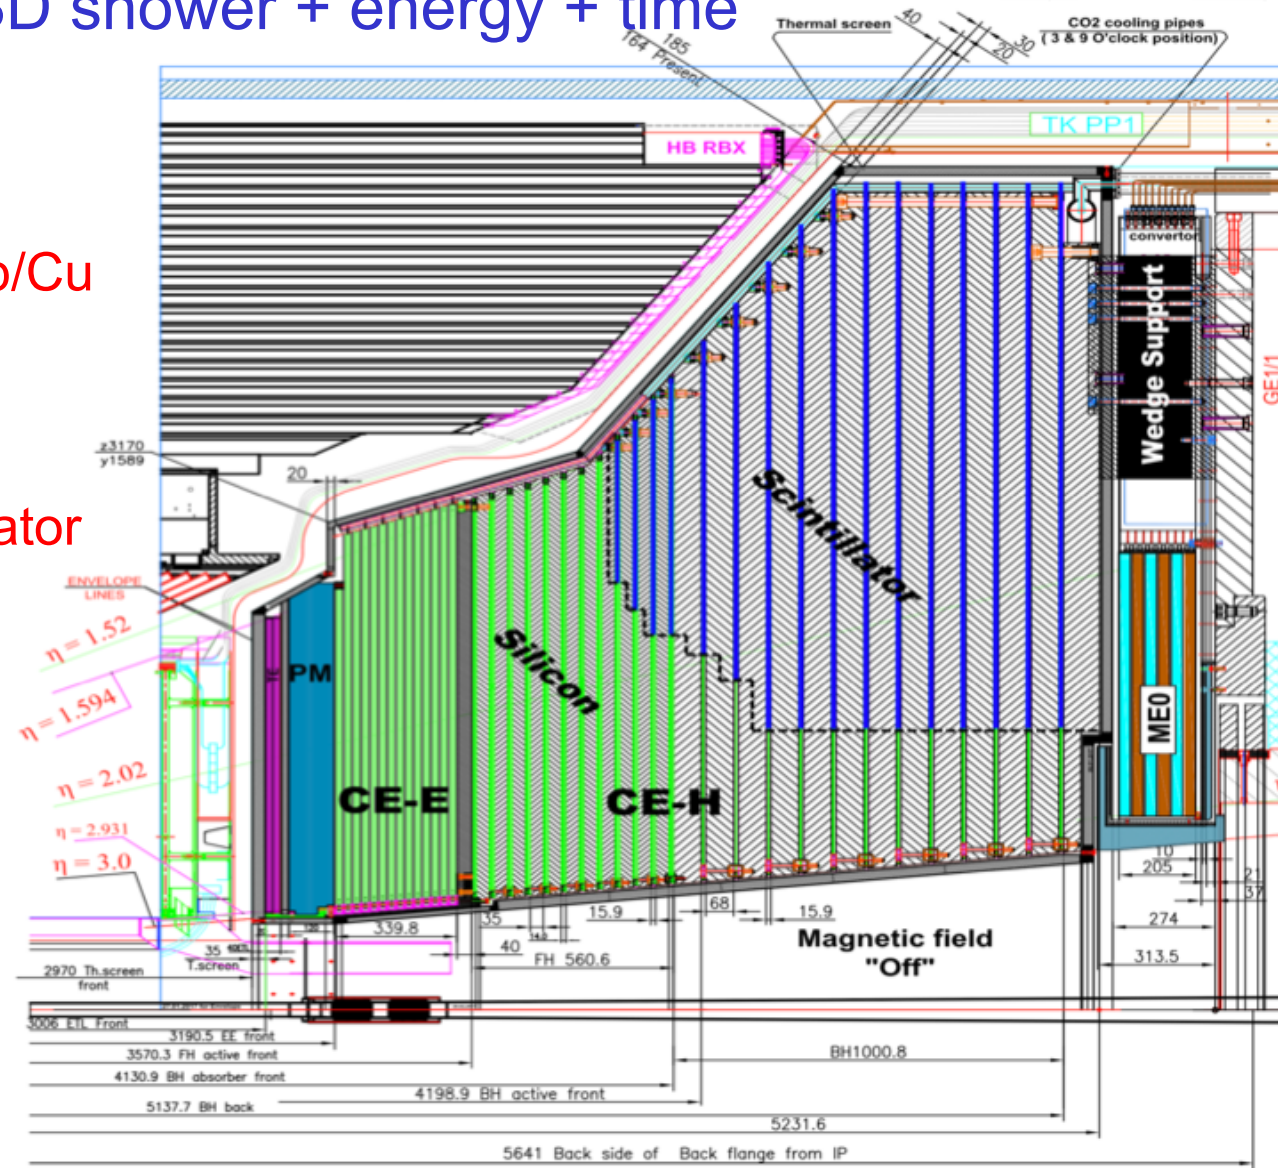 3D shower + energy + time
Thermal screen
CO2 cooling pipes
( 3 & 9 O'clock position)
40
30
20
185
164 Present
TK PP1
HB RBX
/Cu
convertor
Wedge Support
GE1/1
z3170
y1589
20
Scintillator
ator
ENVELOPE
LINES
η = 1.52
Silicon
PM
η = 1.594
ME0
η = 2.02
CE-E
CE-H
η = 2.931
η = 3.0
10
205
21
37
35
15.9
68
15.9
339.8
40
274
Magnetic field
"Off"
35
T.screen
FH 560.6
313.5
2970 Th.screen
front
3006 ETL Front
3190.5 EE front
3570.3 FH active front
BH1000.8
4130.9 BH absorber front
4198.9 BH active front
5137.7 BH back
5231.6
5641 Back side of Back flange from IP